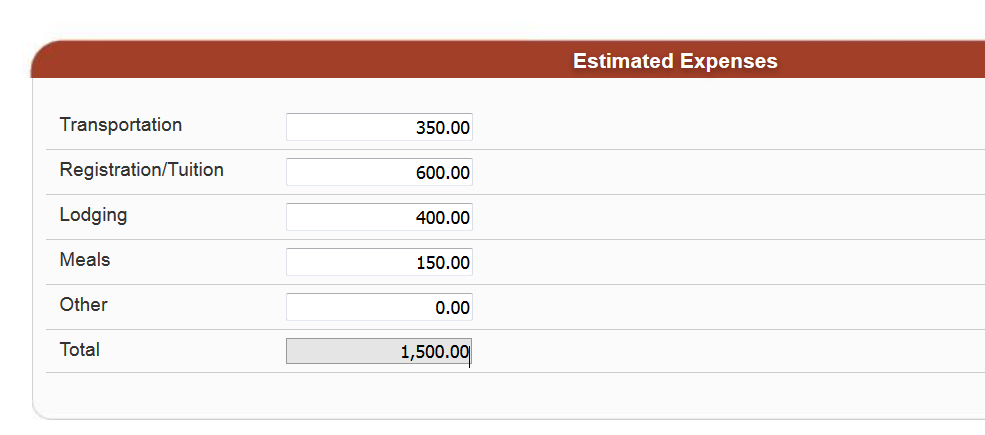 Estimated Expenses
Transportation 350.00
Registration/Tuition 600.00
Lodging 400.00
Meals 150.00
Other 0.00
Total 1,500.00